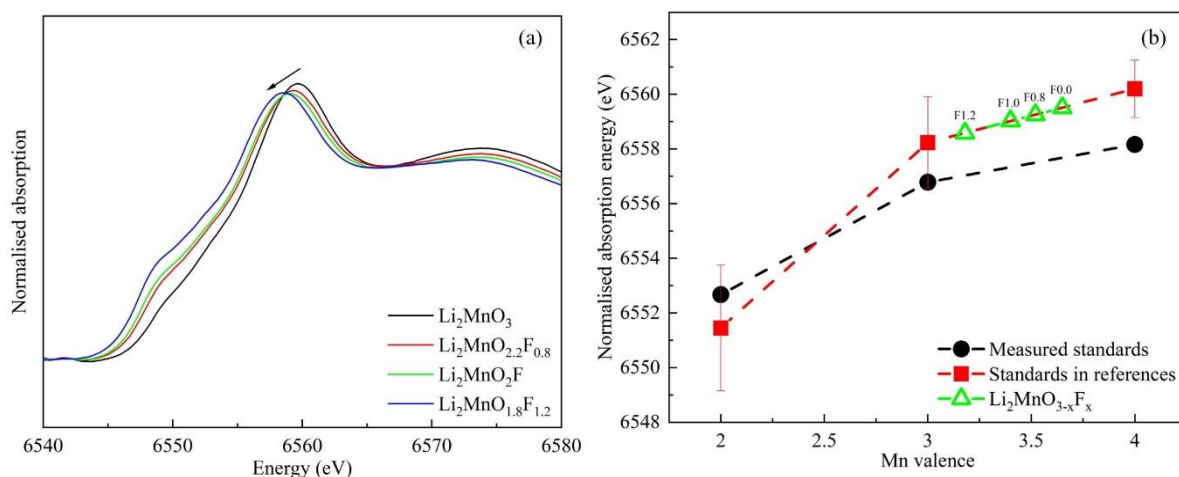 (a)
Normalised absorption
Li₂MnO₃
Li₂MnO₂.₂F₀.₈
Li₂MnO₂F
Li₂MnO₁.₈F₁.₂
6540 6550 6560 6570 6580
Energy (eV)
(b)
Normalised absorption energy (eV)
6562
6560
6558
6556
6554
6552
6550
6548
F1.2 F1.0 F0.8 F0.0
Measured standards
Standards in references
Li₂MnO₃₋ₓFₓ
2 2.5 3 3.5 4
Mn valence